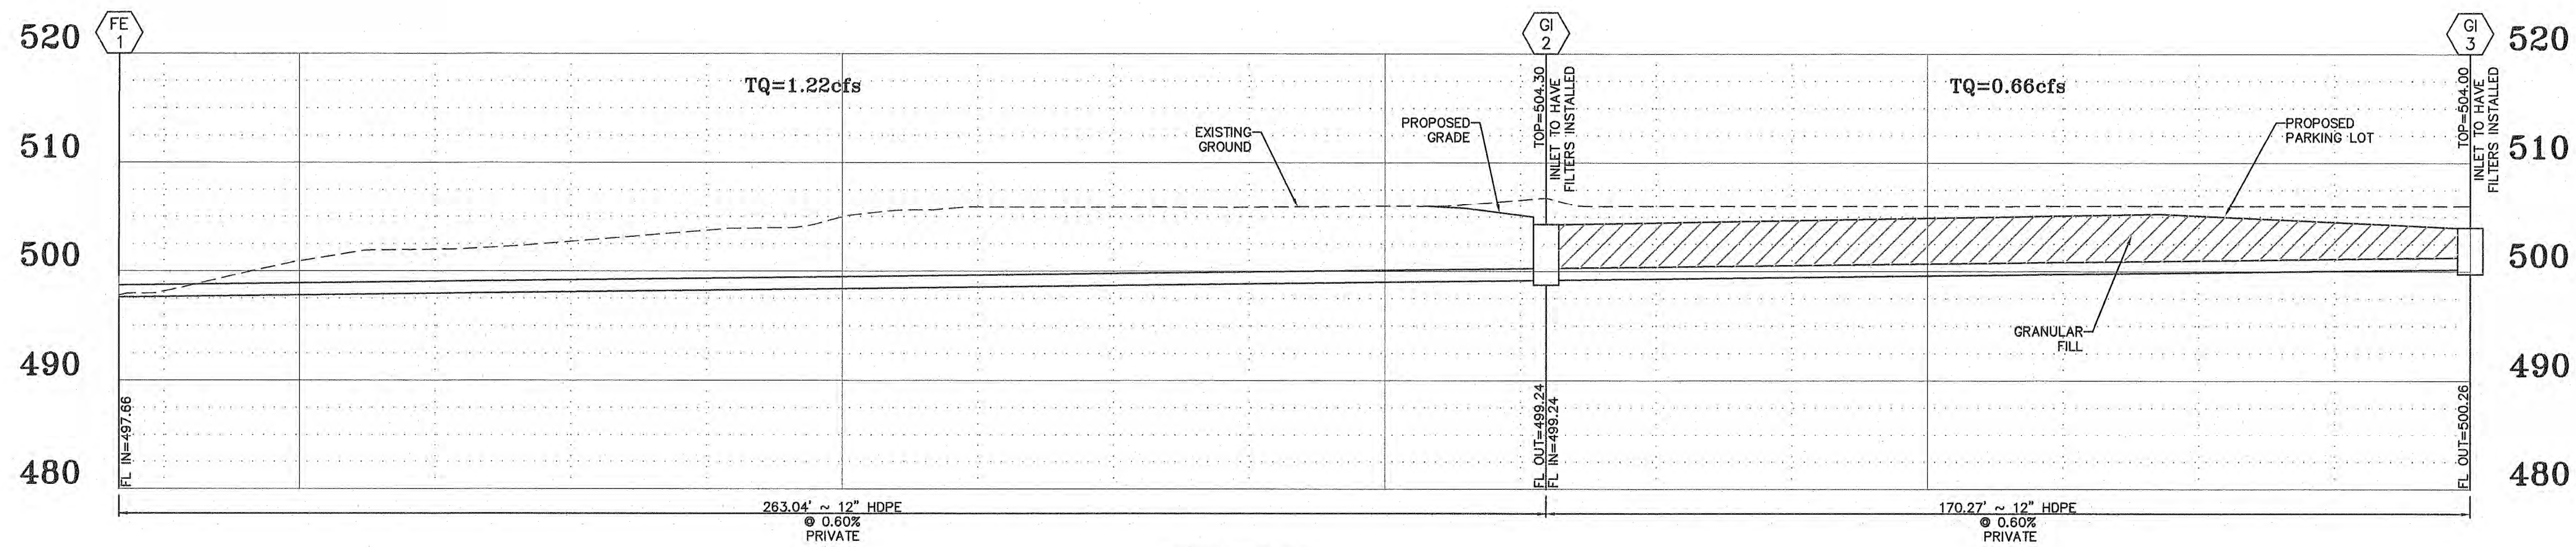 FE
1
GI
2
GI
3
520
520
TQ=1.22cfs
TQ=0.66cfs
TOP=504.30
INLET TO HAVE
FILTERS INSTALLED
TOP=504.00
INLET TO HAVE
FILTERS INSTALLED
EXISTING
GROUND
PROPOSED
GRADE
PROPOSED
PARKING LOT
510
510
500
500
GRANULAR
FILL
490
490
FL IN=497.66
FL OUT=499.24
FL IN=499.24
FL OUT=500.26
480
480
263.04' ~ 12" HDPE
@ 0.60%
PRIVATE
170.27' ~ 12" HDPE
@ 0.60%
PRIVATE